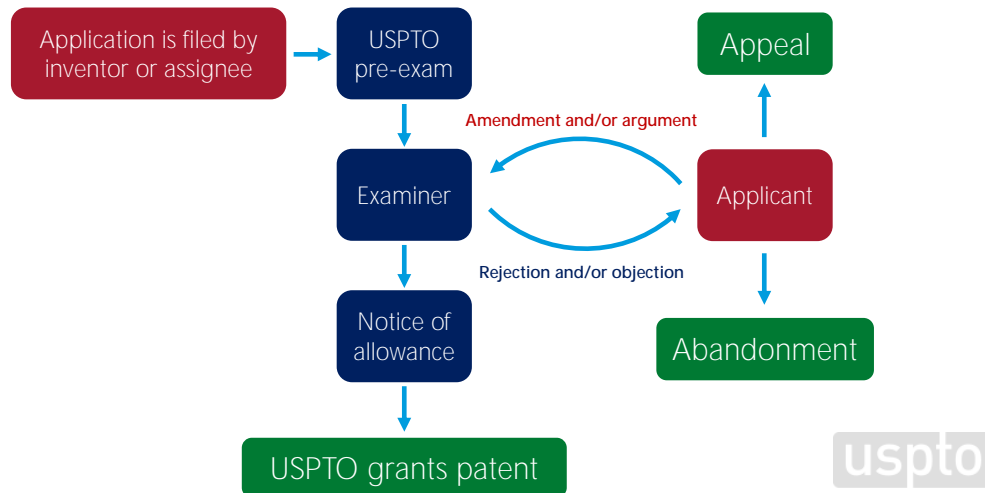 Application is filed by
inventor or assignee
USPTO
pre-exam
Appeal
Amendment and/or argument
Examiner
Applicant
Rejection and/or objection
Notice of
allowance
Abandonment
USPTO grants patent
uspto